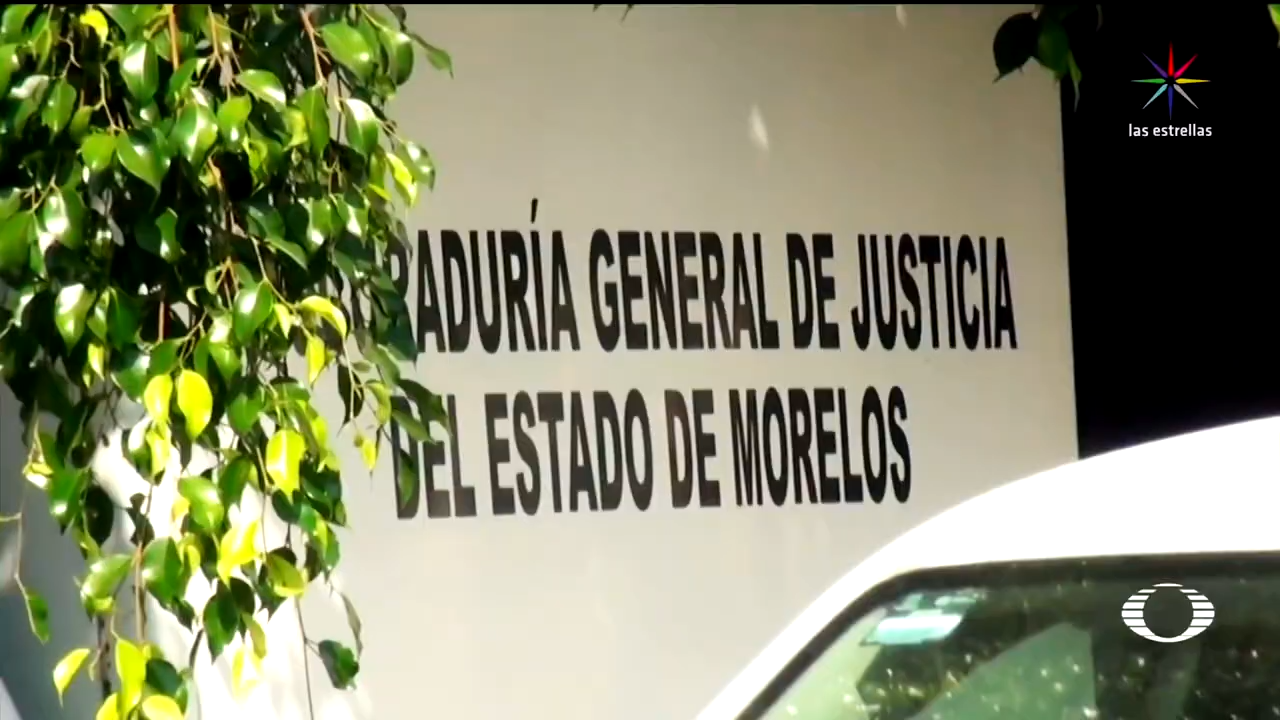 las estrellas
RADURÍA GENERAL DE JUSTICIA
DEL ESTADO DE MORELOS